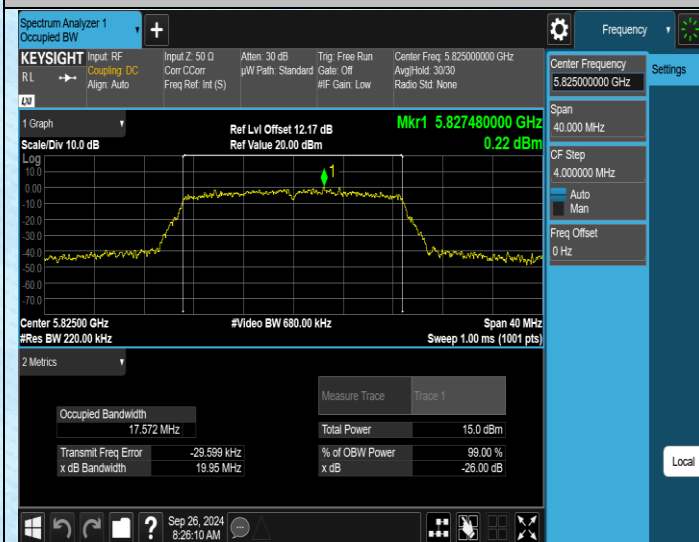 Spectrum Analyzer 1
Occupied BW
Frequency
KEYSIGHT
RL
LXI
Input: RF
Coupling: DC
Align: Auto
Input Z: 50 Ω
Corr CCorr
Freq Ref: Int (S)
Atten: 30 dB
µW Path: Standard
Trig: Free Run
Gate: Off
#IF Gain: Low
Center Freq: 5.825000000 GHz
Avg|Hold: 30/30
Radio Std: None
Center Frequency
5.825000000 GHz
Settings
Span
40.000 MHz
CF Step
4.000000 MHz
Auto
Man
Freq Offset
0 Hz
1 Graph
Scale/Div 10.0 dB
Ref Lvl Offset 12.17 dB
Ref Value 20.00 dBm
Mkr1 5.827480000 GHz
0.22 dBm
Log
10.0
0.00
-10.0
-20.0
-30.0
-40.0
-50.0
-60.0
-70.0
1
Center 5.82500 GHz
#Res BW 220.00 kHz
#Video BW 680.00 kHz
Span 40 MHz
Sweep 1.00 ms (1001 pts)
2 Metrics
Measure Trace
Trace 1
Occupied Bandwidth
17.572 MHz
Total Power
15.0 dBm
Transmit Freq Error
-29.599 kHz
% of OBW Power
99.00 %
x dB Bandwidth
19.95 MHz
x dB
-26.00 dB
Local
?
Sep 26, 2024
8:26:10 AM